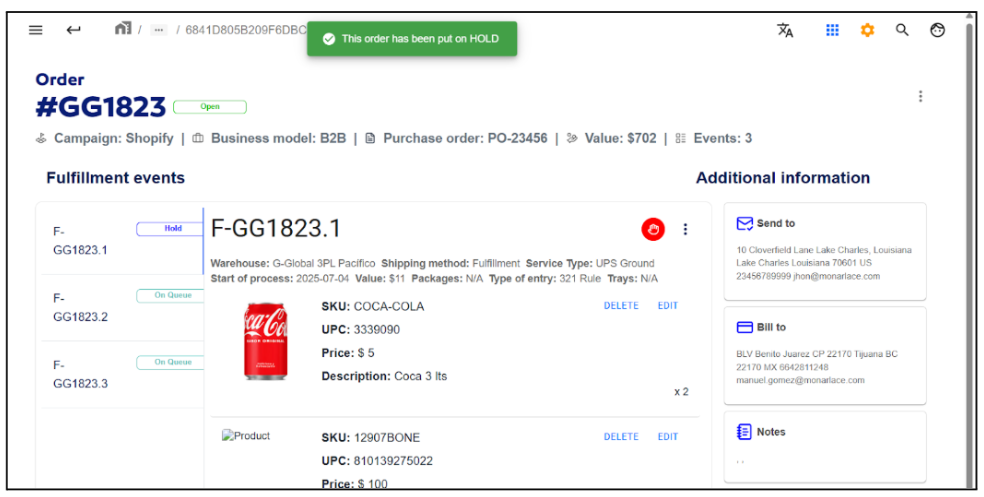 / ... / 6841D805B209F6DBC
This order has been put on HOLD
Order
#GG1823 Open
Campaign: Shopify | Business model: B2B | Purchase order: PO-23456 | Value: $702 | Events: 3
Fulfillment events
F-GG1823.1 Hold
F-GG1823.2 On Queue
F-GG1823.3 On Queue
F-GG1823.1
Warehouse: G-Global 3PL Pacifico Shipping method: Fulfillment Service Type: UPS Ground
Start of process: 2025-07-04 Value: $11 Packages: N/A Type of entry: 321 Rule Trays: N/A
SKU: COCA-COLA DELETE EDIT
UPC: 3339090
Price: $ 5
Description: Coca 3 lts
x 2
Product
SKU: 12907BONE DELETE EDIT
UPC: 810139275022
Price: $ 100
Additional information
Send to
10 Cloverfield Lane Lake Charles, Louisiana
Lake Charles Louisiana 70601 US
23456789999 jhon@monarlace.com
Bill to
BLV Benito Juarez CP 22170 Tijuana BC
22170 MX 6642811248
manuel.gomez@monarlace.com
Notes
. .